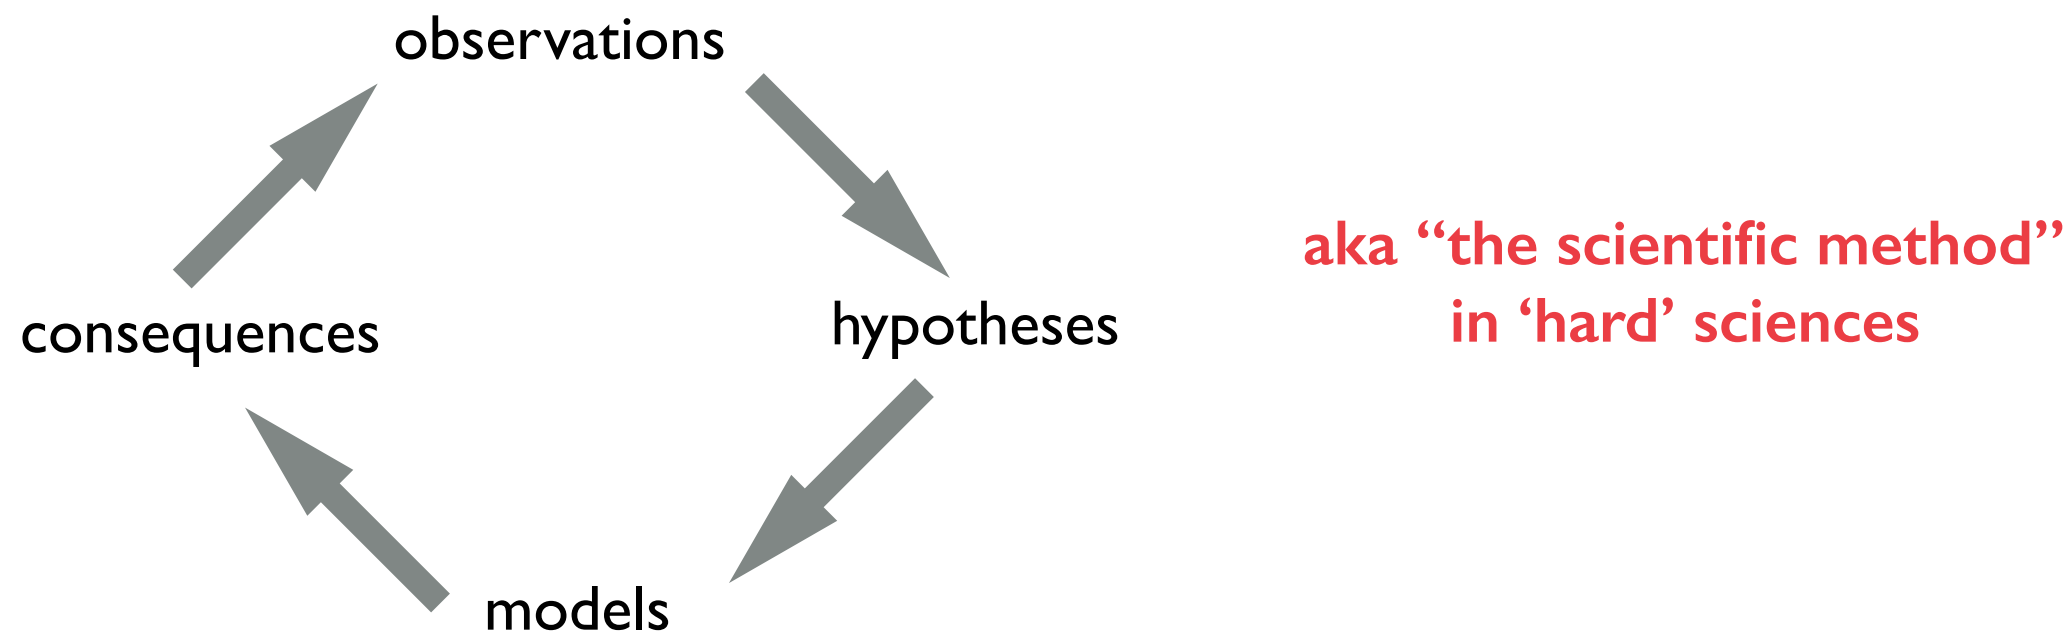 observations
hypotheses
models
consequences
aka “the scientific method”
in ‘hard’ sciences